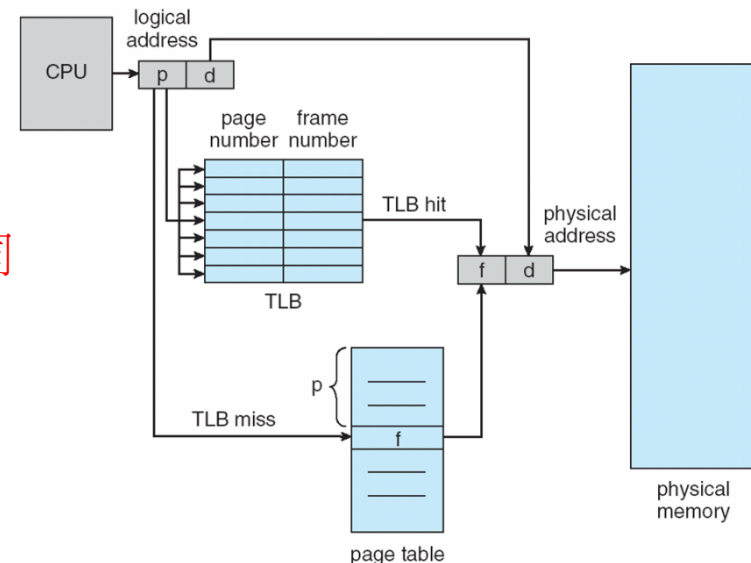 logical
address
CPU
p
d
page
number
frame
number
TLB hit
physical
address
f
d
TLB
p
TLB miss
f
physical
memory
page table